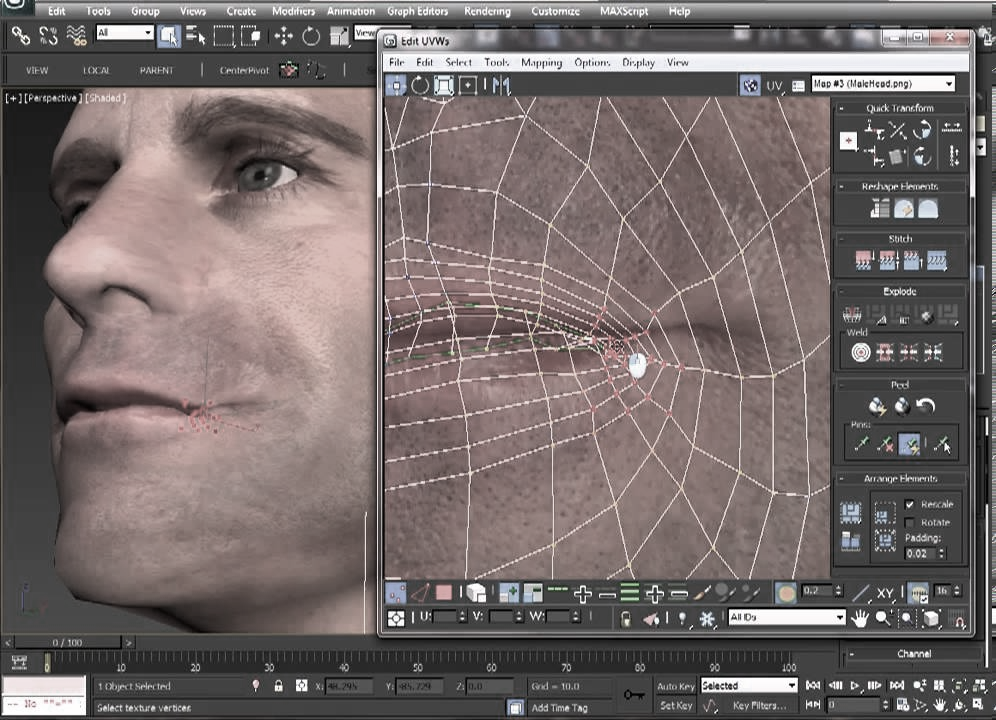 Edit Tools Group Views Create Modifiers Animation Graph Editors Rendering Customize MAXScript Help
All
View
Edit UVWs
VIEW LOCAL PARENT CenterPivot
File Edit Select Tools Mapping Options Display View
UV Map #3 (MaleHead.png)
[+][Perspective][Shaded]
Quick Transform
Reshape Elements
Stitch
Explode
Weld
Peel
Pins:
Arrange Elements
Rescale
Rotate
Padding:
0.02
0.2 XY 16
U: V: W: All IDs
< 0 / 100 >
0 10 20 30 40 50 60 70 80 90 100
Channel
1 Object Selected X: 48.295 Y: -85.729 Z: 0.0 Grid = 10.0 Auto Key Selected
Select texture vertices Add Time Tag Set Key Key Filters... 0